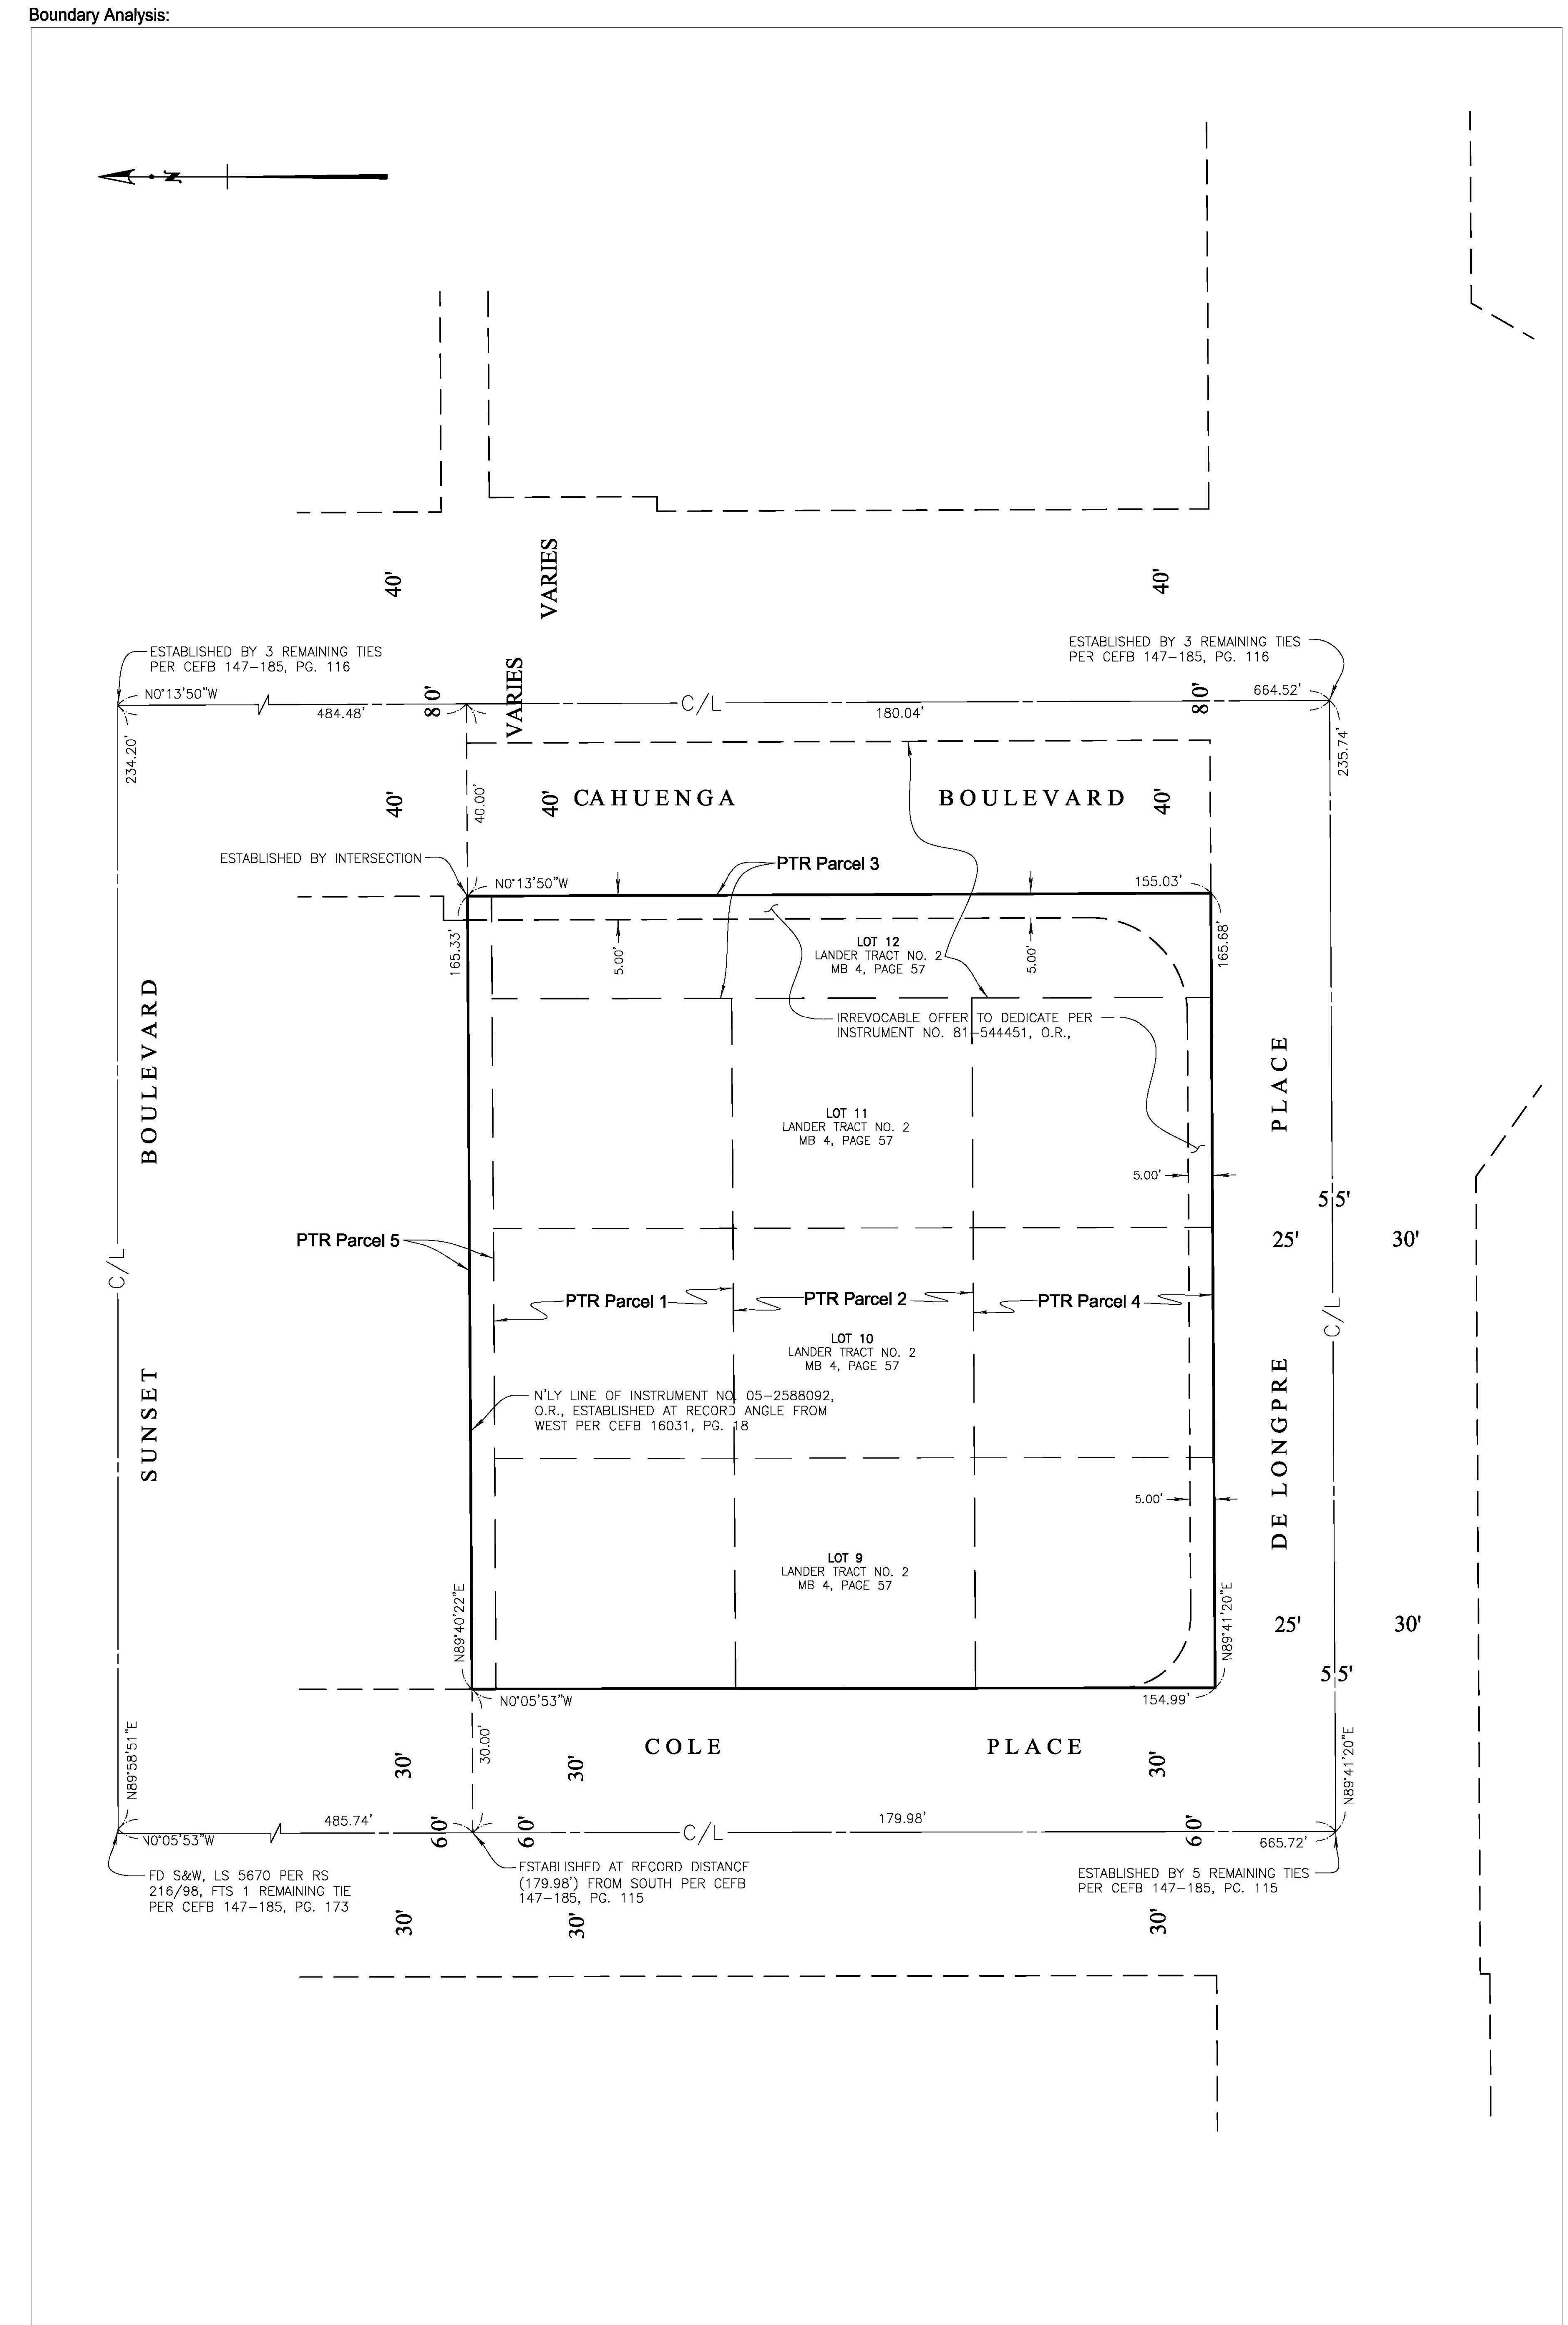 Boundary Analysis:
N
40'
VARIES
40'
ESTABLISHED BY 3 REMAINING TIES
PER CEFB 147-185, PG. 116
ESTABLISHED BY 3 REMAINING TIES
PER CEFB 147-185, PG. 116
N0°13'50"W
484.48'
80'
VARIES
C/L
180.04'
80'
664.52'
234.20'
235.74'
40'
40.00'
40'
CAHUENGA
BOULEVARD
40'
ESTABLISHED BY INTERSECTION
N0°13'50"W
PTR Parcel 3
155.03'
165.33'
5.00'
LOT 12
LANDER TRACT NO. 2
MB 4, PAGE 57
5.00'
165.68'
IRREVOCABLE OFFER TO DEDICATE PER
INSTRUMENT NO. 81-544451, O.R.,
BOULEVARD
PLACE
LOT 11
LANDER TRACT NO. 2
MB 4, PAGE 57
5.00'
55'
25'
30'
PTR Parcel 5
C/L
PTR Parcel 1
PTR Parcel 2
PTR Parcel 4
C/L
LOT 10
LANDER TRACT NO. 2
MB 4, PAGE 57
SUNSET
N'LY LINE OF INSTRUMENT NO. 05-2588092,
O.R., ESTABLISHED AT RECORD ANGLE FROM
WEST PER CEFB 16031, PG. 18
DE LONGPRE
5.00'
LOT 9
LANDER TRACT NO. 2
MB 4, PAGE 57
N89°40'22"E
N89°41'20"E
25'
30'
55'
N0°05'53"W
154.99'
N89°58'51"E
30.00'
COLE
PLACE
N89°41'20"E
30'
30'
30'
485.74'
60'
60'
C/L
179.98'
60'
665.72'
N0°05'53"W
FD S&W, LS 5670 PER RS
216/98, FTS 1 REMAINING TIE
PER CEFB 147-185, PG. 173
ESTABLISHED AT RECORD DISTANCE
(179.98') FROM SOUTH PER CEFB
147-185, PG. 115
ESTABLISHED BY 5 REMAINING TIES
PER CEFB 147-185, PG. 115
30'
30'
30'